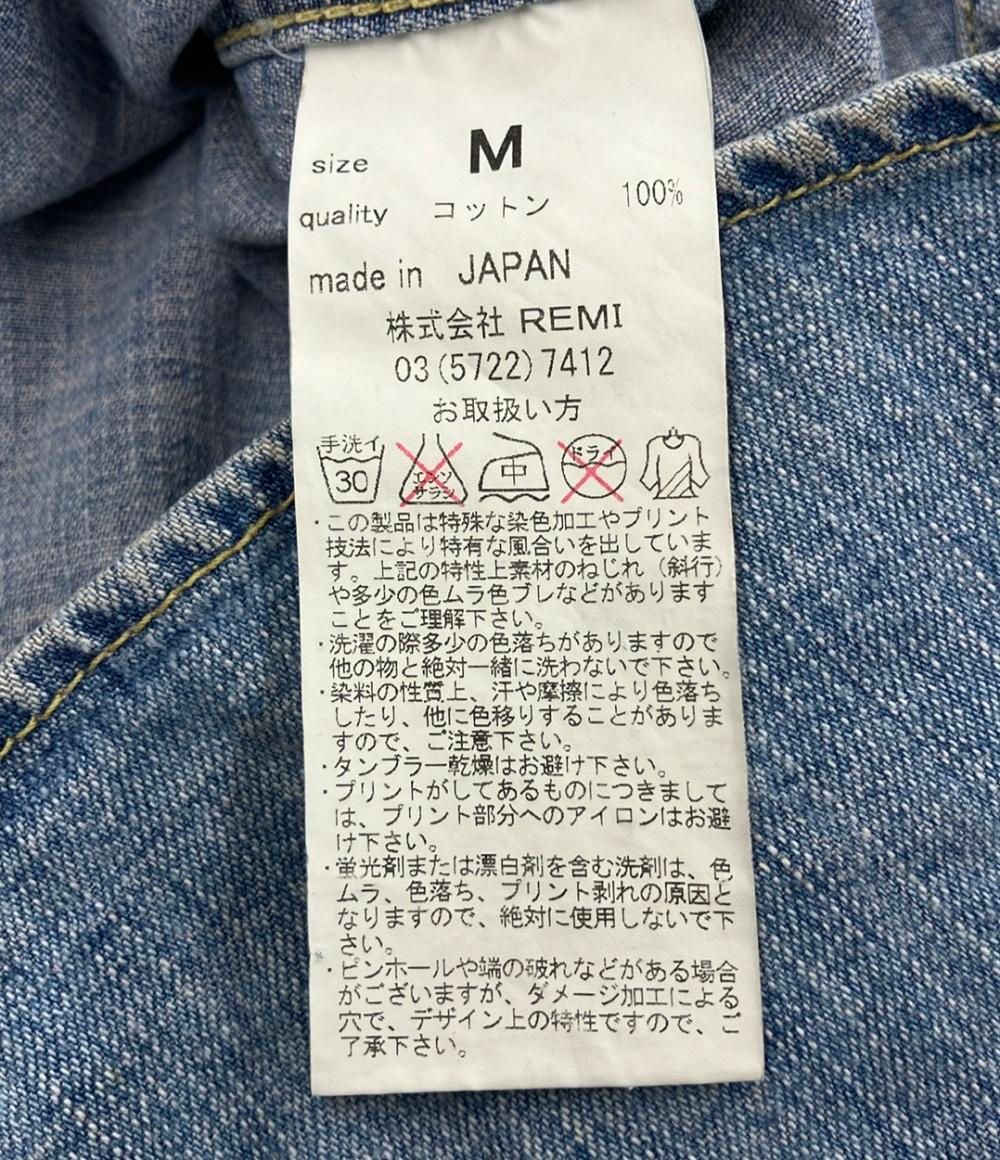 size M
quality コットン 100%
made in JAPAN
株式会社 REMI
03(5722)7412
お取扱い方
手洗イ 30 エンソ サラシ 中 ドライ
・この製品は特殊な染色加工やプリント
技法により特有な風合いを出していま
す。上記の特性上素材のねじれ（斜行）
や多少の色ムラ色ブレなどがあります
ことをご理解下さい。
・洗濯の際多少の色落ちがありますので
他の物と絶対一緒に洗わないで下さい。
・染料の性質上、汗や摩擦により色落ち
したり、他に色移りすることがありま
すので、ご注意下さい。
・タンブラー乾燥はお避け下さい。
・プリントがしてあるものにつきまして
は、プリント部分へのアイロンはお避
け下さい。
・蛍光剤または漂白剤を含む洗剤は、色
ムラ、色落ち、プリント剥れの原因と
なりますので、絶対に使用しないで下
さい。
・ピンホールや端の破れなどがある場合
がございますが、ダメージ加工による
穴で、デザイン上の特性ですので、ご
了承下さい。